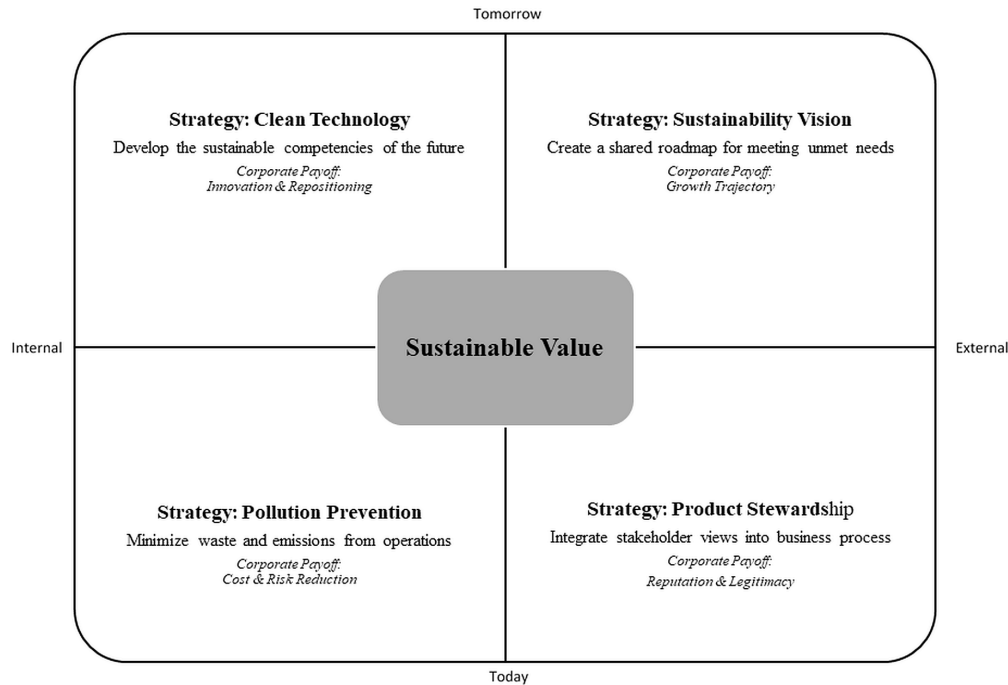 Tomorrow
Strategy: Clean Technology
Develop the sustainable competencies of the future
Corporate Payoff:
Innovation & Repositioning
Strategy: Sustainability Vision
Create a shared roadmap for meeting unmet needs
Corporate Payoff:
Growth Trajectory
Internal
Sustainable Value
External
Strategy: Pollution Prevention
Minimize waste and emissions from operations
Corporate Payoff:
Cost & Risk Reduction
Strategy: Product Stewardship
Integrate stakeholder views into business process
Corporate Payoff:
Reputation & Legitimacy
Today